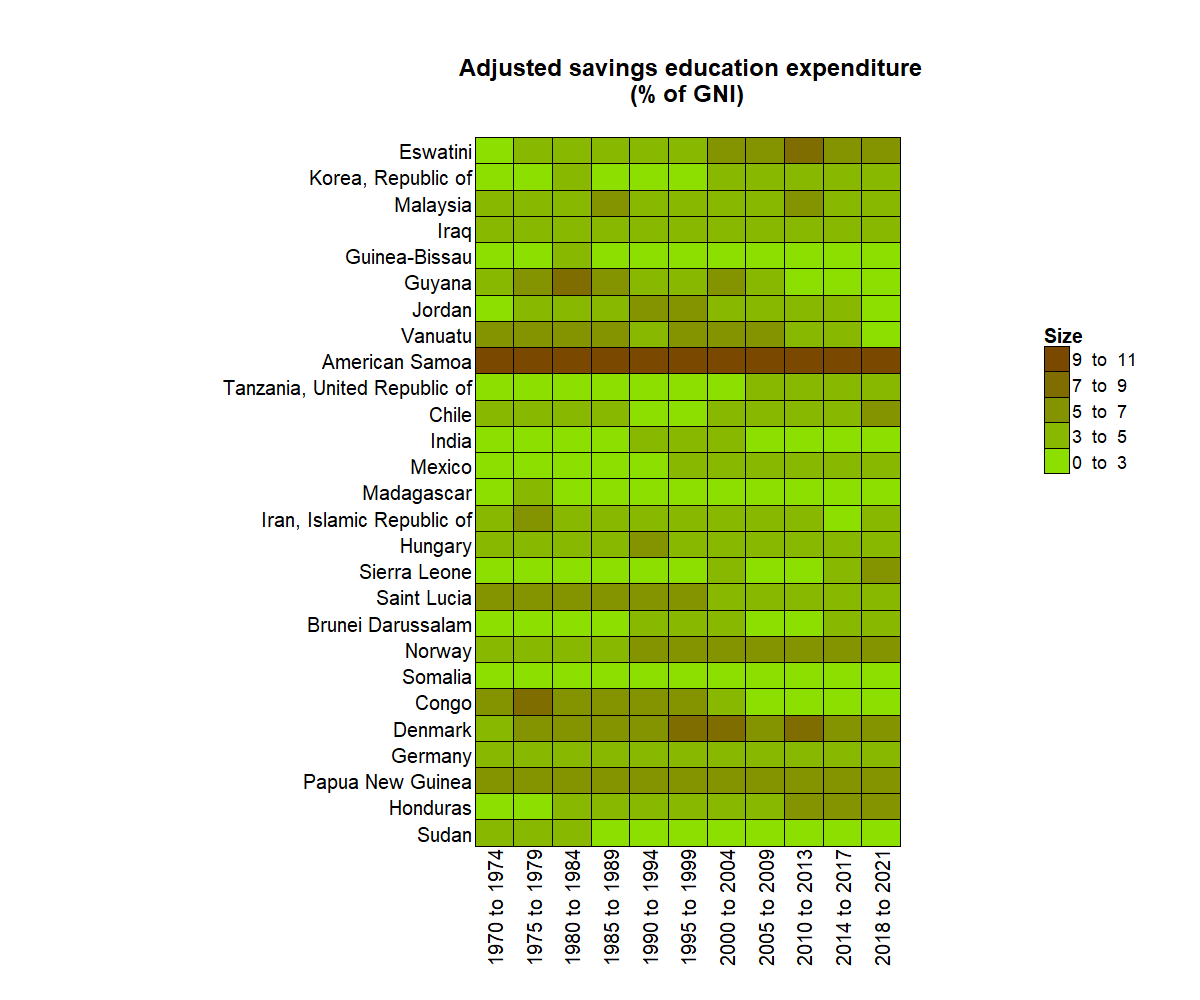 Adjusted savings education expenditure
(% of GNI)
Eswatini
Korea, Republic of
Malaysia
Iraq
Guinea-Bissau
Guyana
Jordan
Vanuatu
American Samoa
Tanzania, United Republic of
Chile
India
Mexico
Madagascar
Iran, Islamic Republic of
Hungary
Sierra Leone
Saint Lucia
Brunei Darussalam
Norway
Somalia
Congo
Denmark
Germany
Papua New Guinea
Honduras
Sudan
1970 to 1974
1975 to 1979
1980 to 1984
1985 to 1989
1990 to 1994
1995 to 1999
2000 to 2004
2005 to 2009
2010 to 2013
2014 to 2017
2018 to 2021
Size
9 to 11
7 to 9
5 to 7
3 to 5
0 to 3